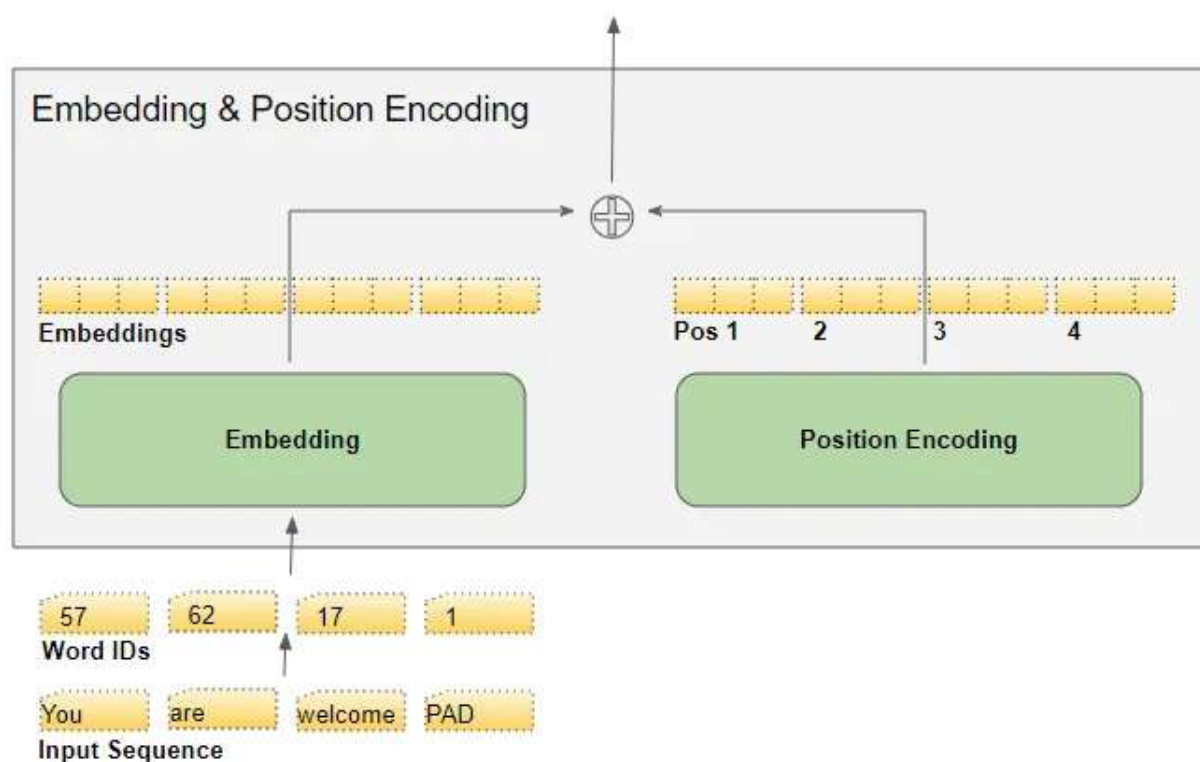 Embedding & Position Encoding
Embeddings
Pos 1 2 3 4
Embedding
Position Encoding
57 62 17 1
Word IDs
You are welcome PAD
Input Sequence